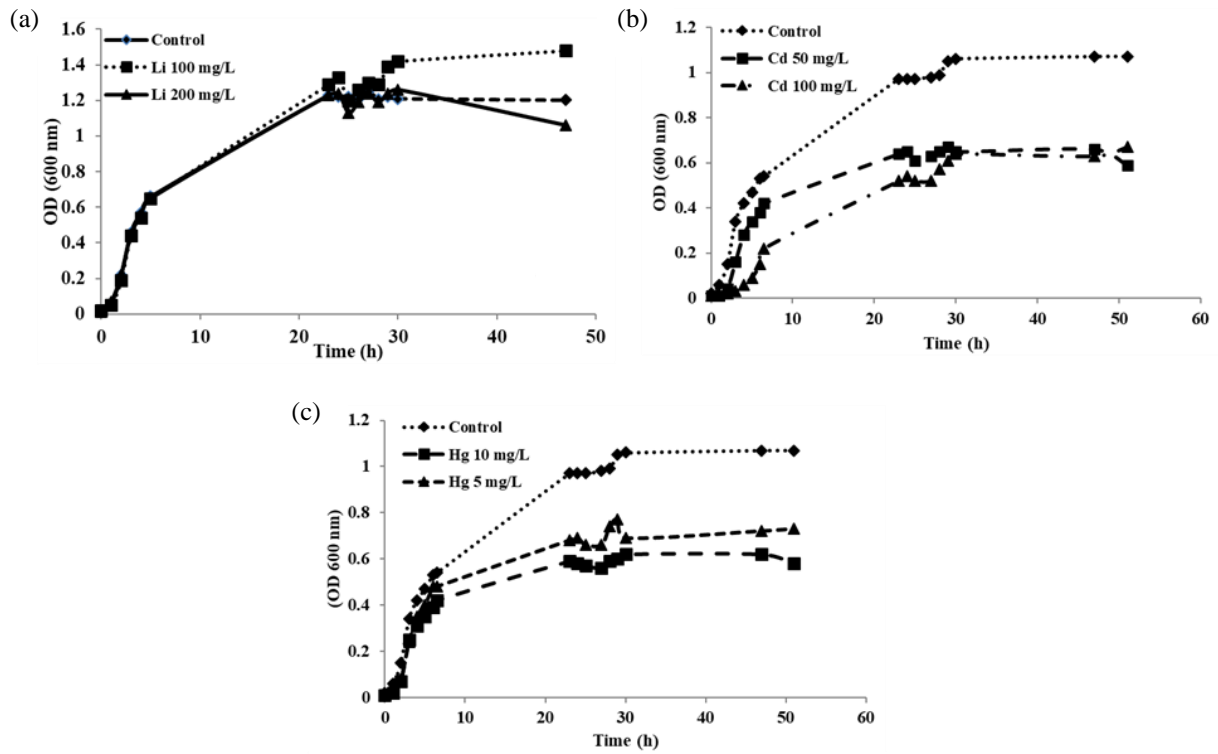 (a)
Control
Li 100 mg/L
Li 200 mg/L
OD (600 nm)
1.6
1.4
1.2
1
0.8
0.6
0.4
0.2
0
0 10 20 30 40 50
Time (h)
(b)
Control
Cd 50 mg/L
Cd 100 mg/L
OD (600 nm)
1.2
1
0.8
0.6
0.4
0.2
0
0 10 20 30 40 50 60
Time (h)
(c)
Control
Hg 10 mg/L
Hg 5 mg/L
(OD 600 nm)
1.2
1
0.8
0.6
0.4
0.2
0
0 10 20 30 40 50 60
Time (h)